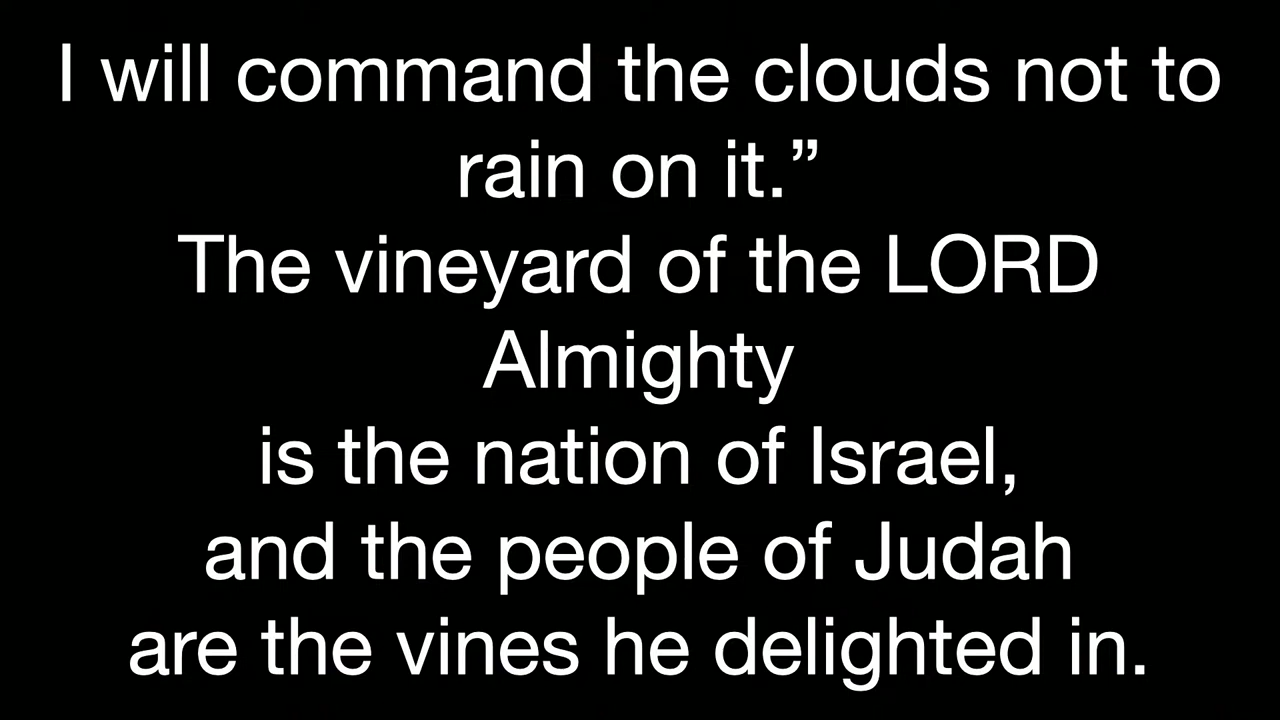 I will command the clouds not to
rain on it.”
The vineyard of the LORD
Almighty
is the nation of Israel,
and the people of Judah
are the vines he delighted in.